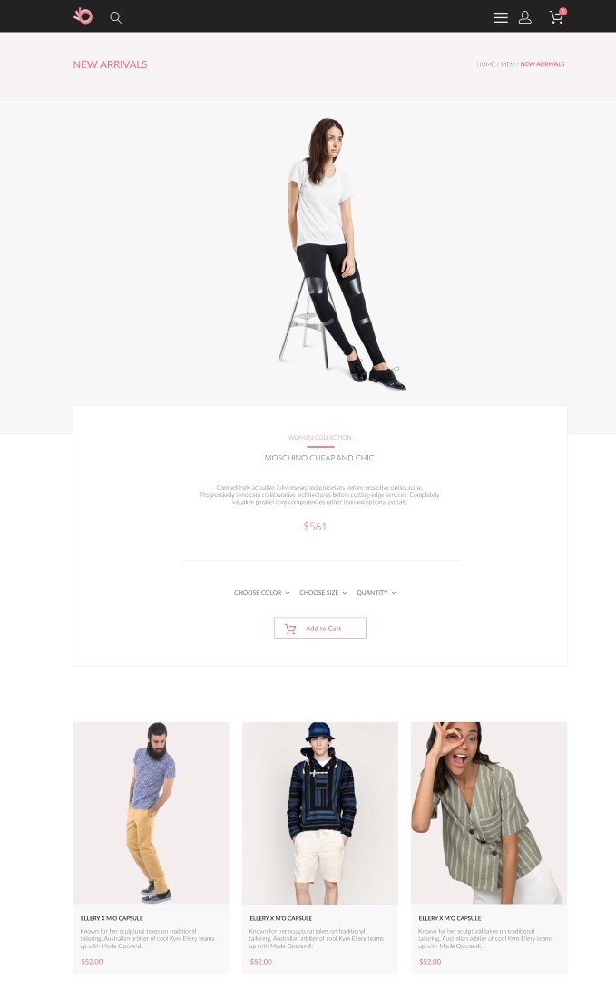 5
NEW ARRIVALS
HOME / MEN / NEW ARRIVALS
WOMEN COLLECTION
MOSCHINO CHEAP AND CHIC
Compellingly actualize fully researched processes before proactive outsourcing.
Progressively syndicate collaborative architectures before cutting-edge services. Completely
visualize parallel core competencies rather than exceptional portals.
$561
CHOOSE COLOR
CHOOSE SIZE
QUANTITY
Add to Cart
ELLERY X M'O CAPSULE
Known for her sculptural takes on traditional
tailoring, Australian arbiter of cool Kym Ellery teams
up with Moda Operandi.
$52.00
ELLERY X M'O CAPSULE
Known for her sculptural takes on traditional
tailoring, Australian arbiter of cool Kym Ellery teams
up with Moda Operandi.
$52.00
ELLERY X M'O CAPSULE
Known for her sculptural takes on traditional
tailoring, Australian arbiter of cool Kym Ellery teams
up with Moda Operandi.
$52.00